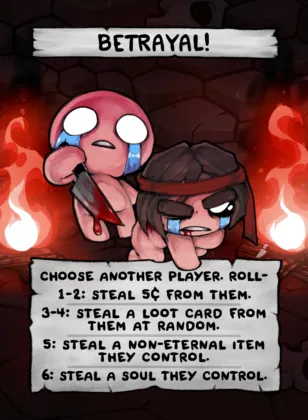 BETRAYAL!
CHOOSE ANOTHER PLAYER. ROLL-
1-2: STEAL 5¢ FROM THEM.
3-4: STEAL A LOOT CARD FROM
THEM AT RANDOM.
5: STEAL A NON-ETERNAL ITEM
THEY CONTROL.
6: STEAL A SOUL THEY CONTROL.